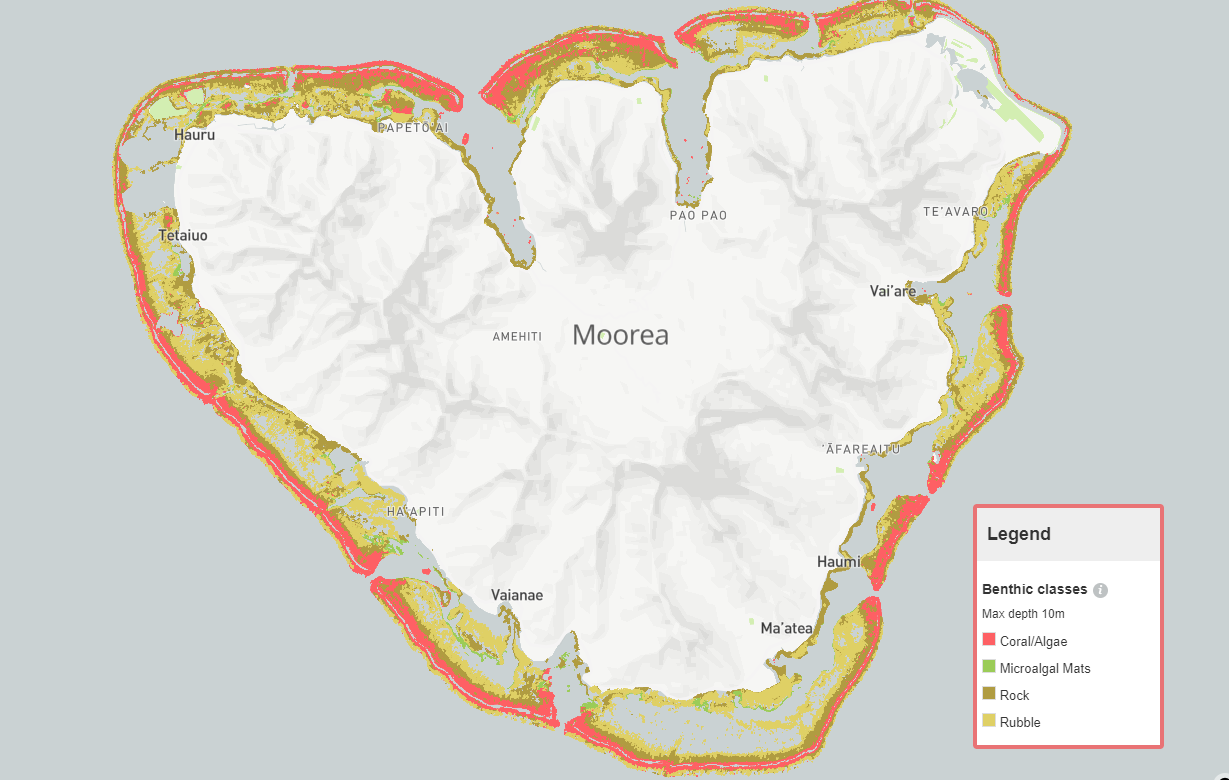 Hauru
PAPETO'AI
PAO PAO
TE'AVARO
Tetaiuo
Vai'are
AMEHITI
Moorea
'ĀFAREAITU
HA'APITI
Haumi
Vaianae
Ma'atea
Legend
Benthic classes i
Max depth 10m
Coral/Algae
Microalgal Mats
Rock
Rubble